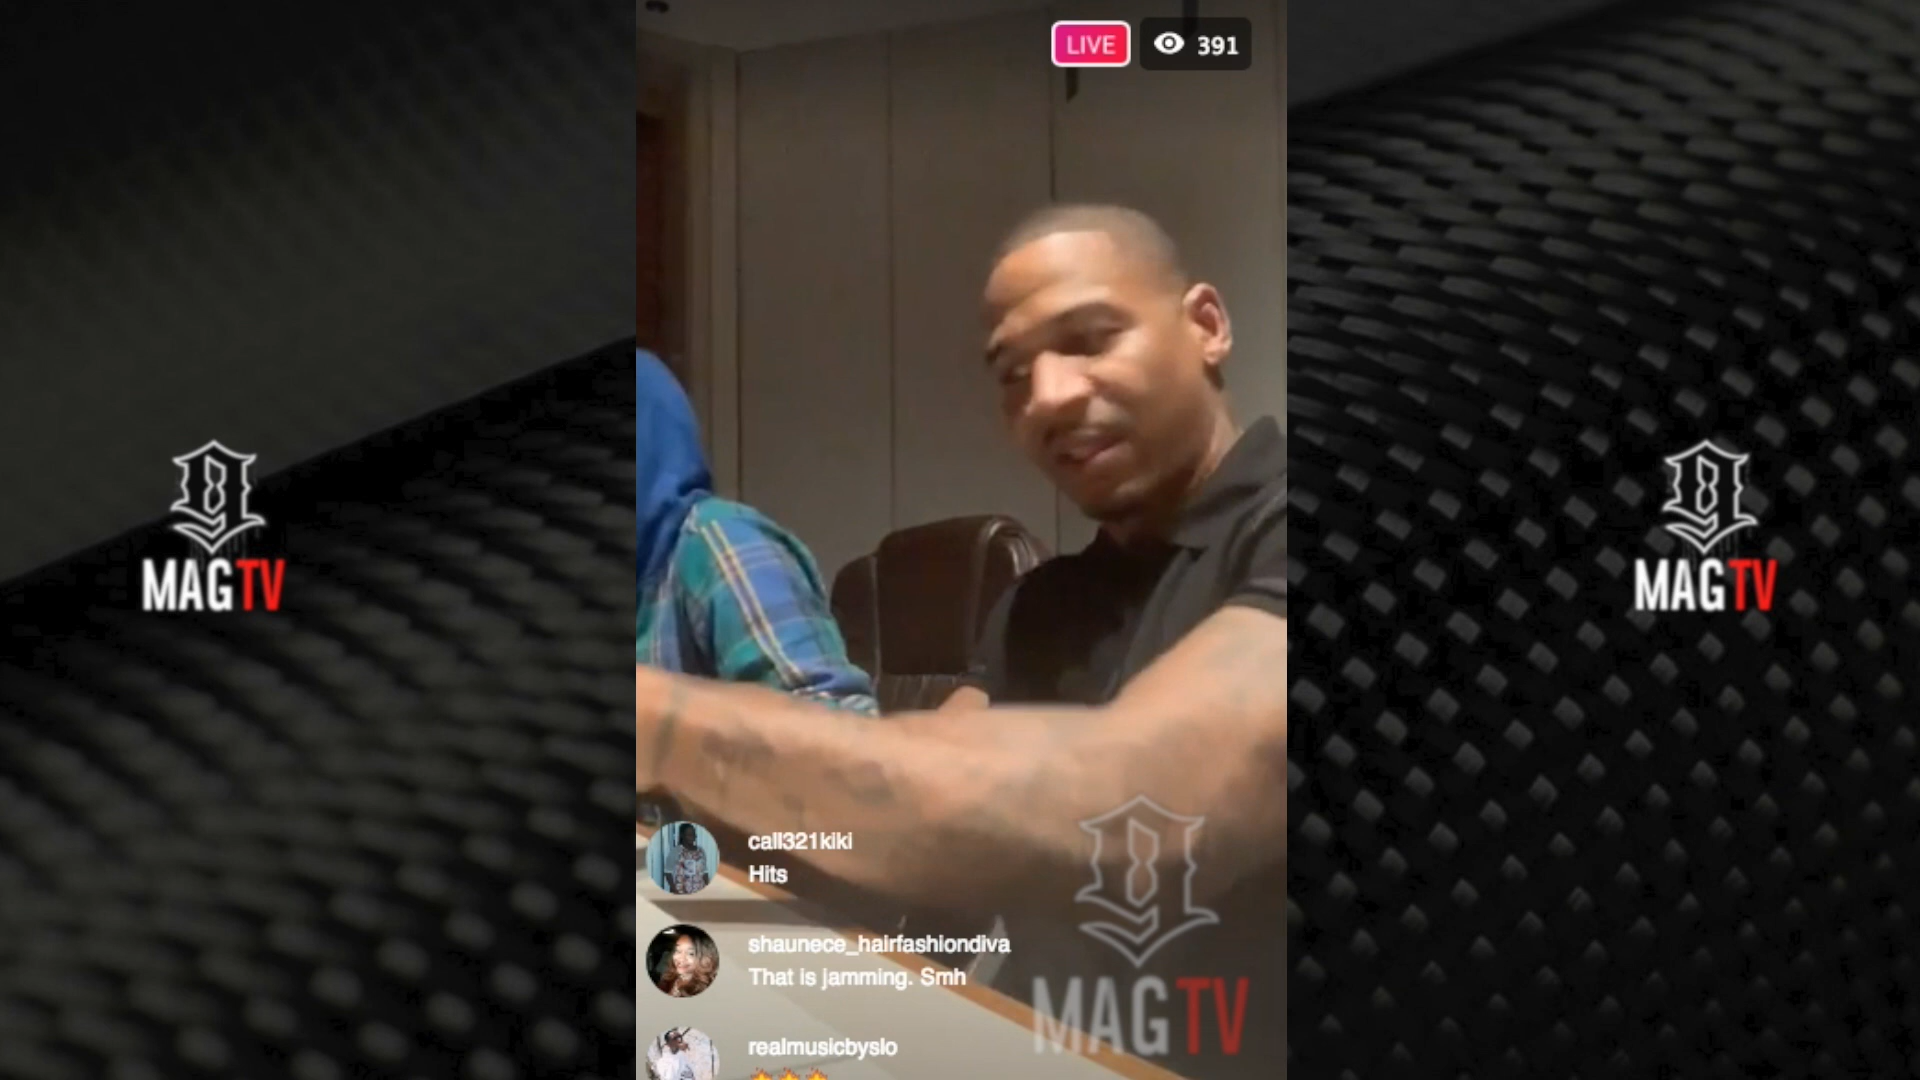 LIVE
391
MAGTV
MAGTV
call321kiki
Hits
shaunece_hairfashiondiva
That is jamming. Smh
MAGTV
realmusicbyslo